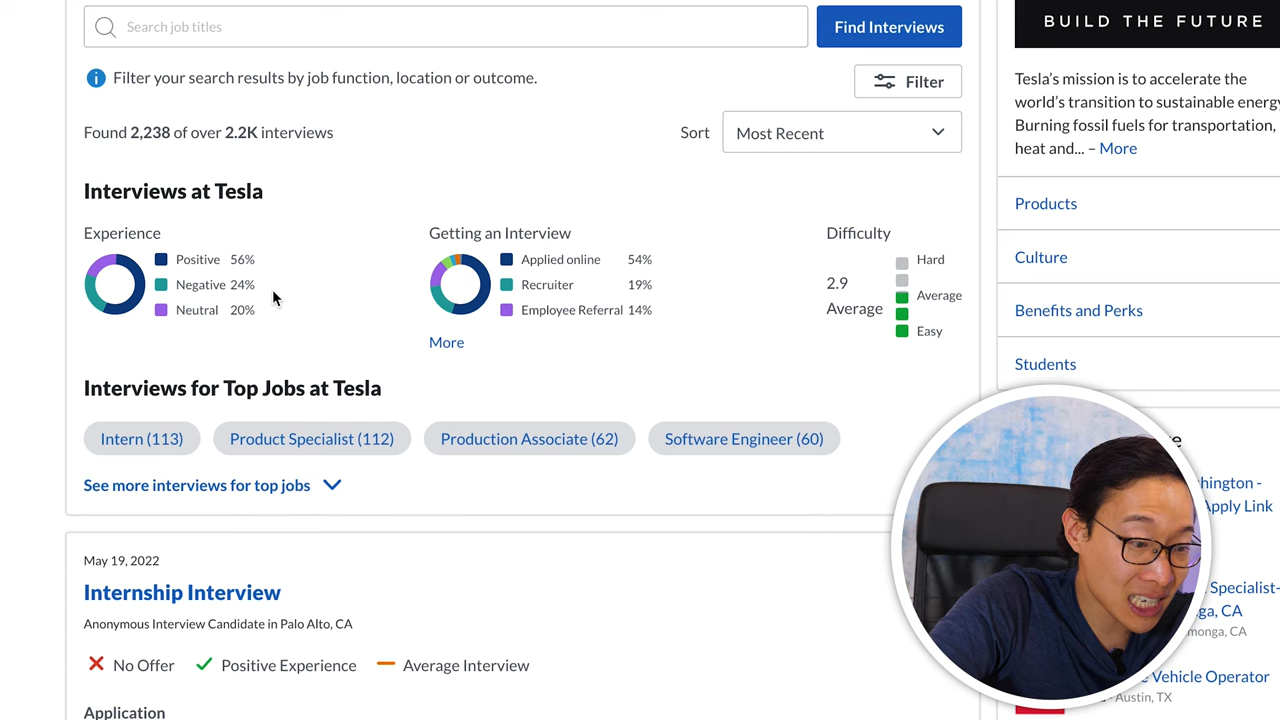 Search job titles
Find Interviews
Filter your search results by job function, location or outcome.
Filter
Found 2,238 of over 2.2K interviews
Sort
Most Recent
Interviews at Tesla
Experience
Positive 56%
Negative 24%
Neutral 20%
Getting an Interview
Applied online 54%
Recruiter 19%
Employee Referral 14%
More
Difficulty
2.9
Average
Hard
Average
Easy
Interviews for Top Jobs at Tesla
Intern (113)
Product Specialist (112)
Production Associate (62)
Software Engineer (60)
See more interviews for top jobs
May 19, 2022
Internship Interview
Anonymous Interview Candidate in Palo Alto, CA
No Offer
Positive Experience
Average Interview
Application
BUILD THE FUTURE
Tesla's mission is to accelerate the
world's transition to sustainable energy
Burning fossil fuels for transportation,
heat and... – More
Products
Culture
Benefits and Perks
Students
Apply Link
Specialist-
CA
CA
Vehicle Operator
Austin, TX